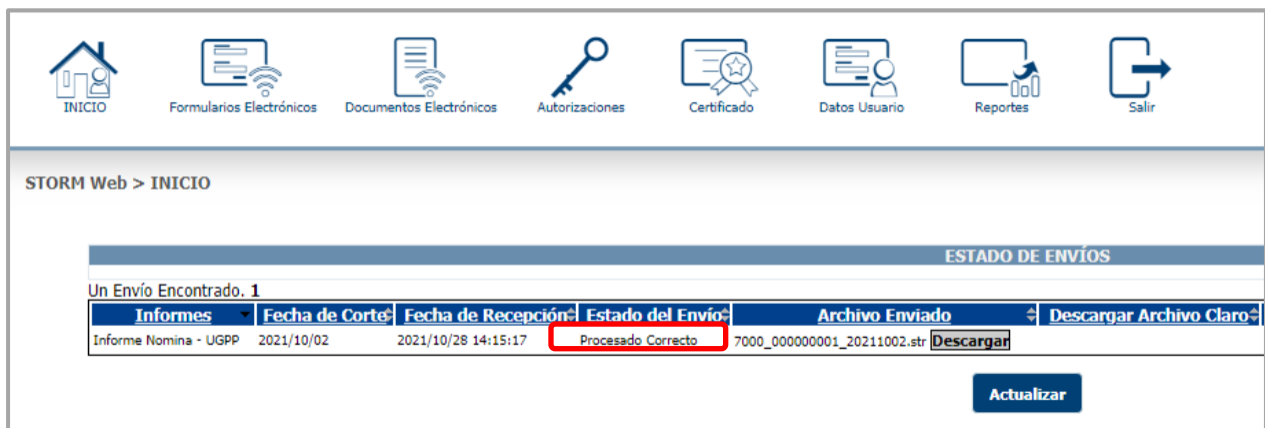 INICIO Formularios Electrónicos Documentos Electrónicos Autorizaciones Certificado Datos Usuario Reportes Salir
STORM Web > INICIO
ESTADO DE ENVÍOS
Un Envío Encontrado. 1
Informes Fecha de Corte Fecha de Recepción Estado del Envío Archivo Enviado Descargar Archivo Claro
Informe Nomina - UGPP 2021/10/02 2021/10/28 14:15:17 Procesado Correcto 7000_000000001_20211002.str Descargar
Actualizar